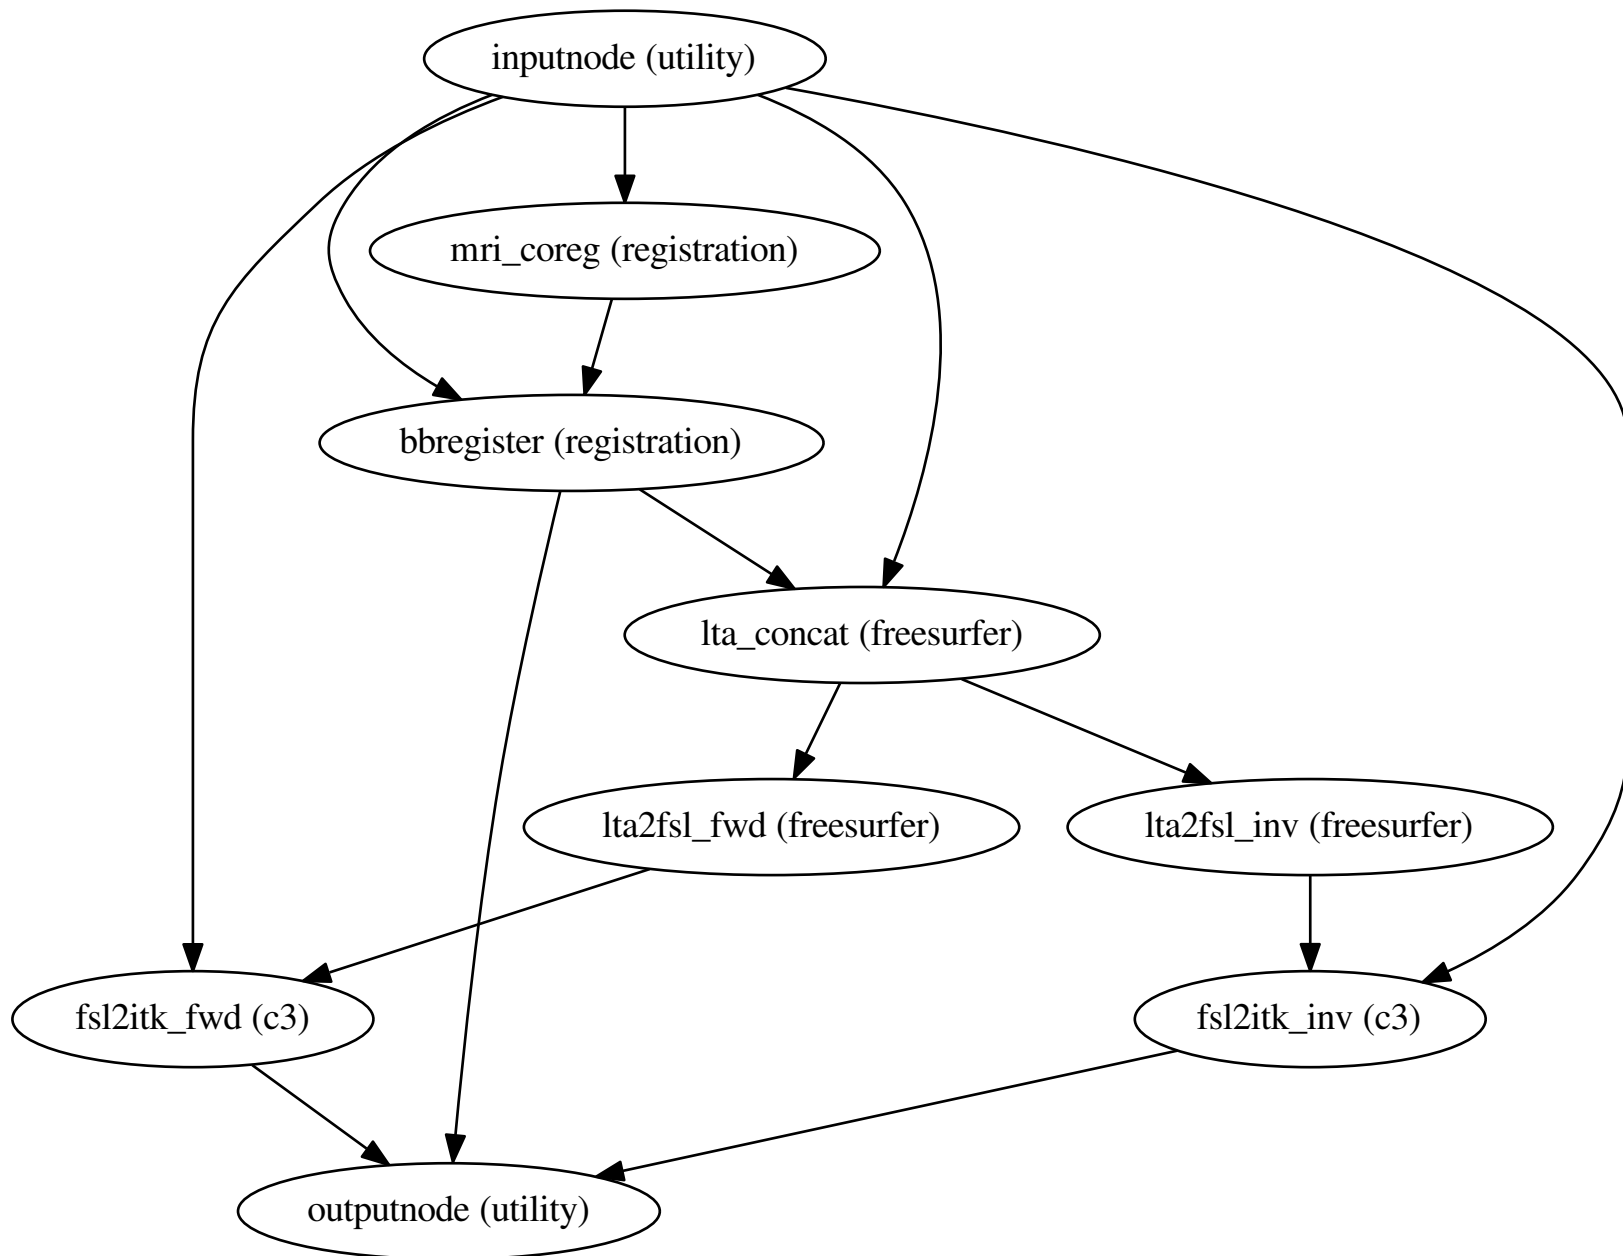 inputnode (utility)
mri_coreg (registration)
bbregister (registration)
lta_concat (freesurfer)
lta2fsl_fwd (freesurfer)
lta2fsl_inv (freesurfer)
fsl2itk_fwd (c3)
fsl2itk_inv (c3)
outputnode (utility)